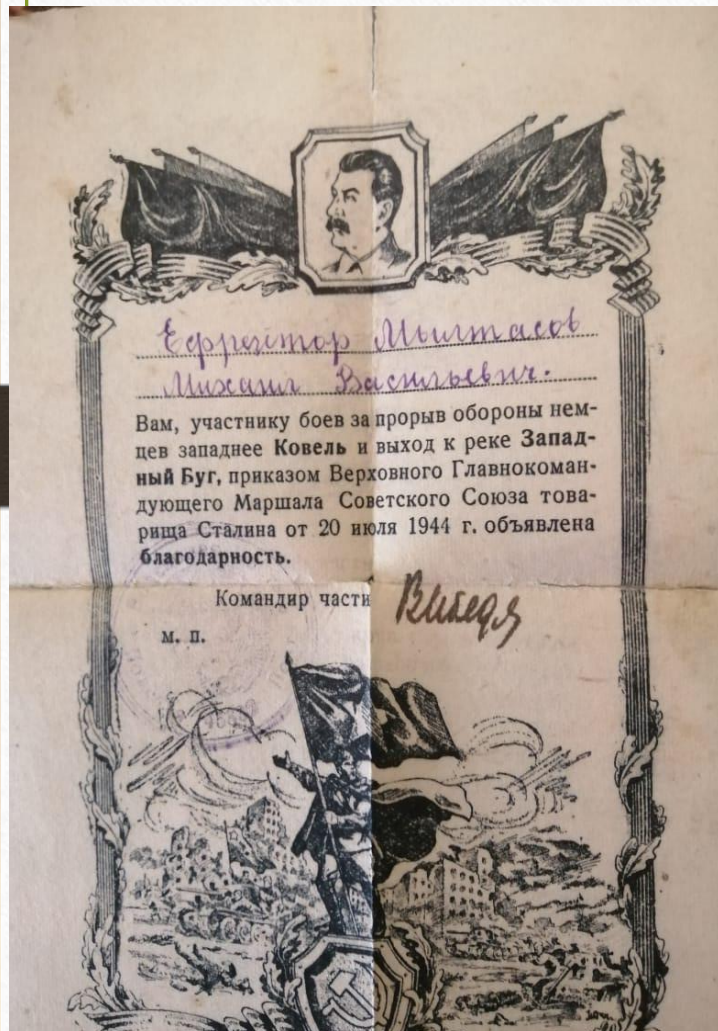 Ефрейтор Мылтасов
Михаил Васильевич.
Вам, участнику боев за прорыв обороны нем-
цев западнее Ковель и выход к реке Запад-
ный Буг, приказом Верховного Главнокоман-
дующего Маршала Советского Союза това-
рища Сталина от 20 июля 1944 г. объявлена
благодарность.
Командир части
м. п.